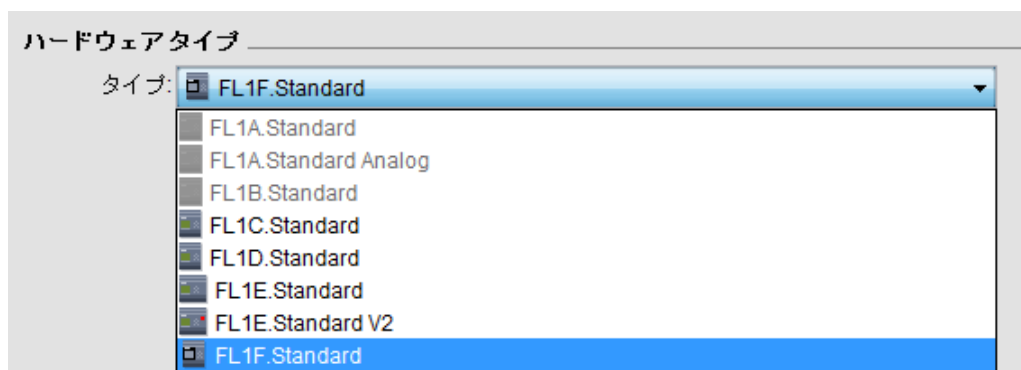 ハードウェアタイプ
タイプ: FL1F.Standard
FL1A.Standard
FL1A.Standard Analog
FL1B.Standard
FL1C.Standard
FL1D.Standard
FL1E.Standard
FL1E.Standard V2
FL1F.Standard